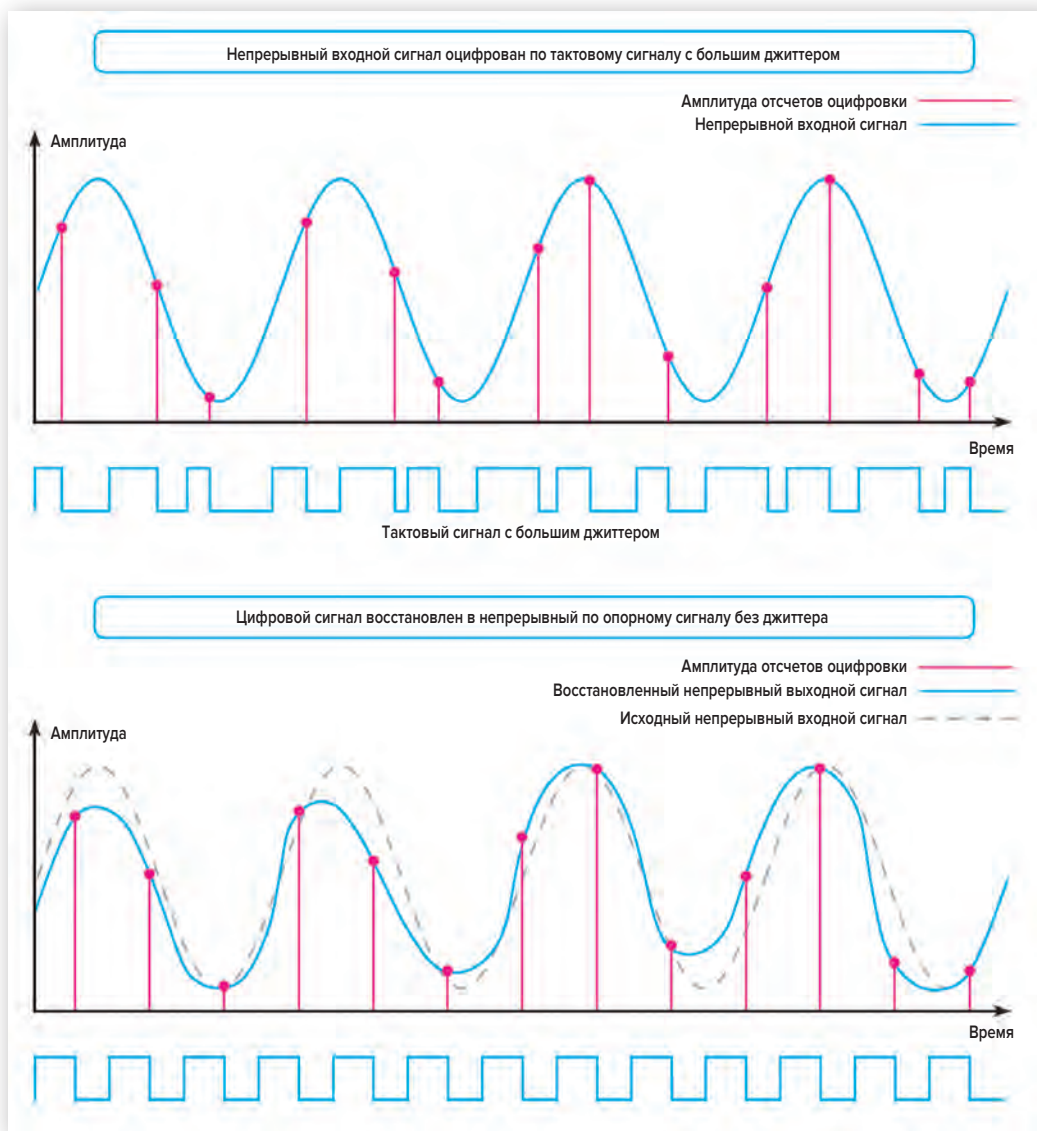 Непрерывный входной сигнал оцифрован по тактовому сигналу с большим джиттером
Амплитуда отсчетов оцифровки
Непрерывной входной сигнал
Амплитуда
Время
Тактовый сигнал с большим джиттером
Цифровой сигнал восстановлен в непрерывный по опорному сигналу без джиттера
Амплитуда отсчетов оцифровки
Восстановленный непрерывный выходной сигнал
Исходный непрерывный входной сигнал
Амплитуда
Время